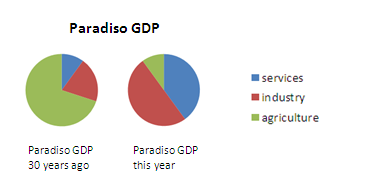 Paradiso GDP
services
industry
agriculture
Paradiso GDP
30 years ago
Paradiso GDP
this year